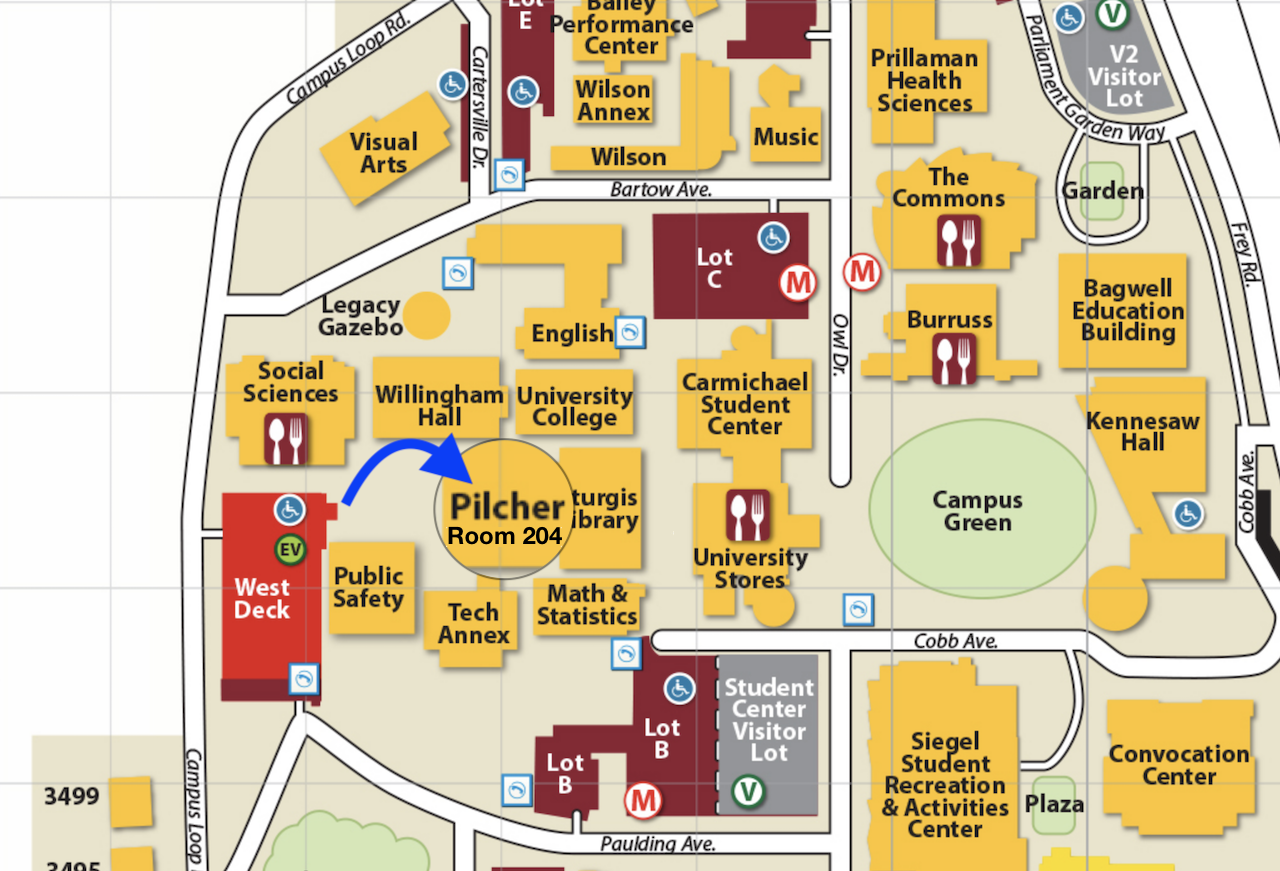 Campus Loop Rd.
Cartersville Dr.
Lot
E
Bailey
Performance
Center
Wilson
Annex
Wilson
Music
Prillaman
Health
Sciences
Parliament Garden Way
V
V2
Visitor
Lot
Visual
Arts
Bartow Ave.
The
Commons
Garden
Frey Rd.
Lot
C
M
M
Legacy
Gazebo
English
Owl Dr.
Burruss
Bagwell
Education
Building
Social
Sciences
Willingham
Hall
University
College
Carmichael
Student
Center
Kennesaw
Hall
Pilcher
Room 204
turgis
ibrary
Campus
Green
Cobb Ave.
EV
West
Deck
Public
Safety
Tech
Annex
Math &
Statistics
University
Stores
Cobb Ave.
Student
Center
Visitor
Lot
V
Lot
B
Lot
B
M
Siegel
Student
Recreation
& Activities
Center
Plaza
Convocation
Center
Campus Loop
3499
3495
Paulding Ave.